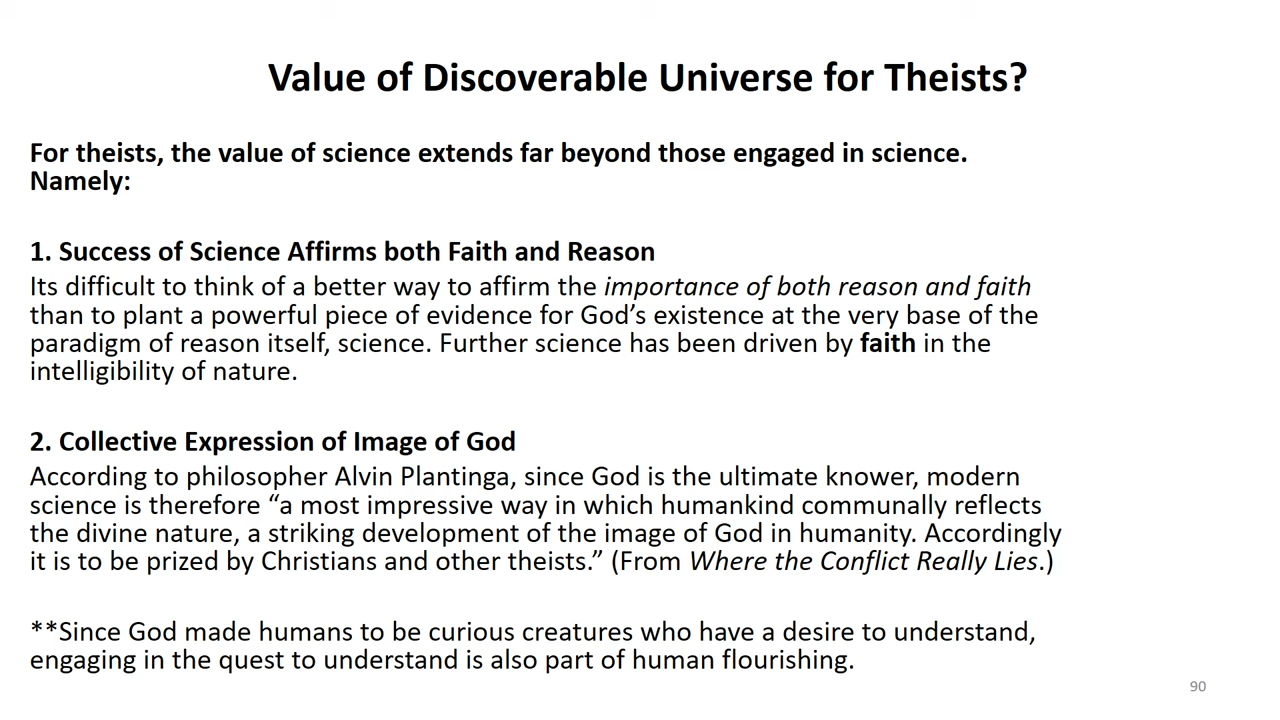 Value of Discoverable Universe for Theists?
For theists, the value of science extends far beyond those engaged in science.
Namely:
1. Success of Science Affirms both Faith and Reason
Its difficult to think of a better way to affirm the importance of both reason and faith
than to plant a powerful piece of evidence for God’s existence at the very base of the
paradigm of reason itself, science. Further science has been driven by faith in the
intelligibility of nature.
2. Collective Expression of Image of God
According to philosopher Alvin Plantinga, since God is the ultimate knower, modern
science is therefore “a most impressive way in which humankind communally reflects
the divine nature, a striking development of the image of God in humanity. Accordingly
it is to be prized by Christians and other theists.” (From Where the Conflict Really Lies.)
**Since God made humans to be curious creatures who have a desire to understand,
engaging in the quest to understand is also part of human flourishing.
90